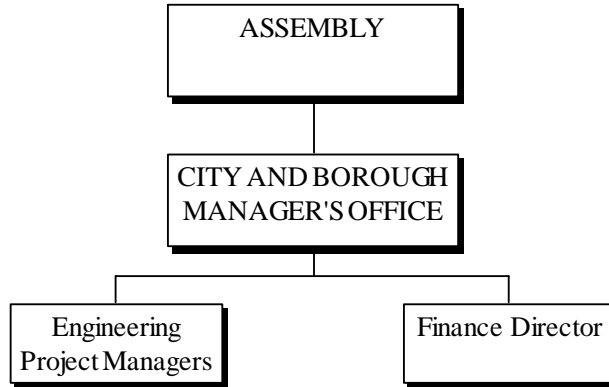 ASSEMBLY
CITY AND BOROUGH
MANAGER'S OFFICE
Engineering
Project Managers
Finance Director